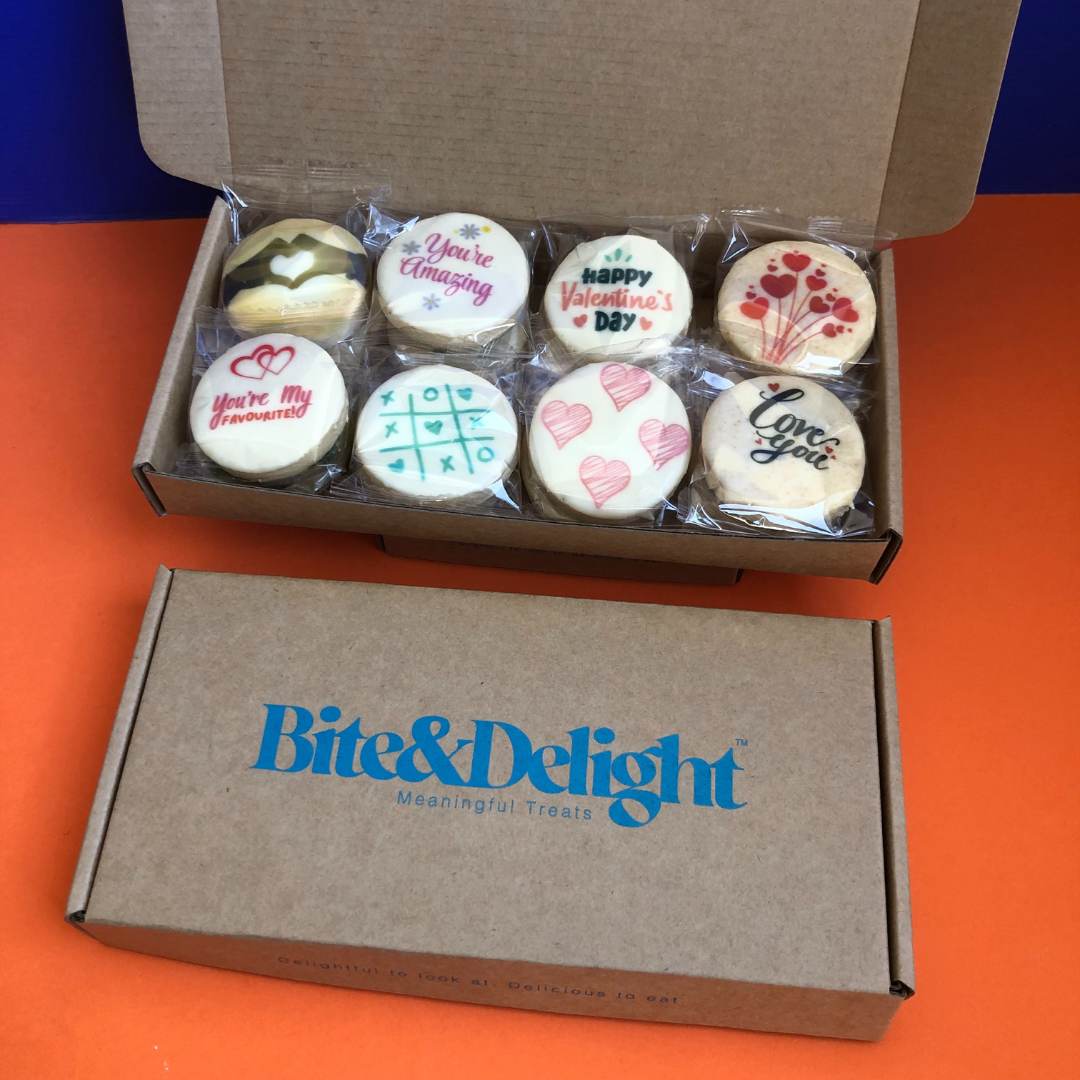 You're
Amazing
Happy
Valentine's
DAY
You're My
FAVOURITE!
X O
X
X O
Love
you
Bite&Delight™
Meaningful Treats
Delightful to look at. Delicious to eat